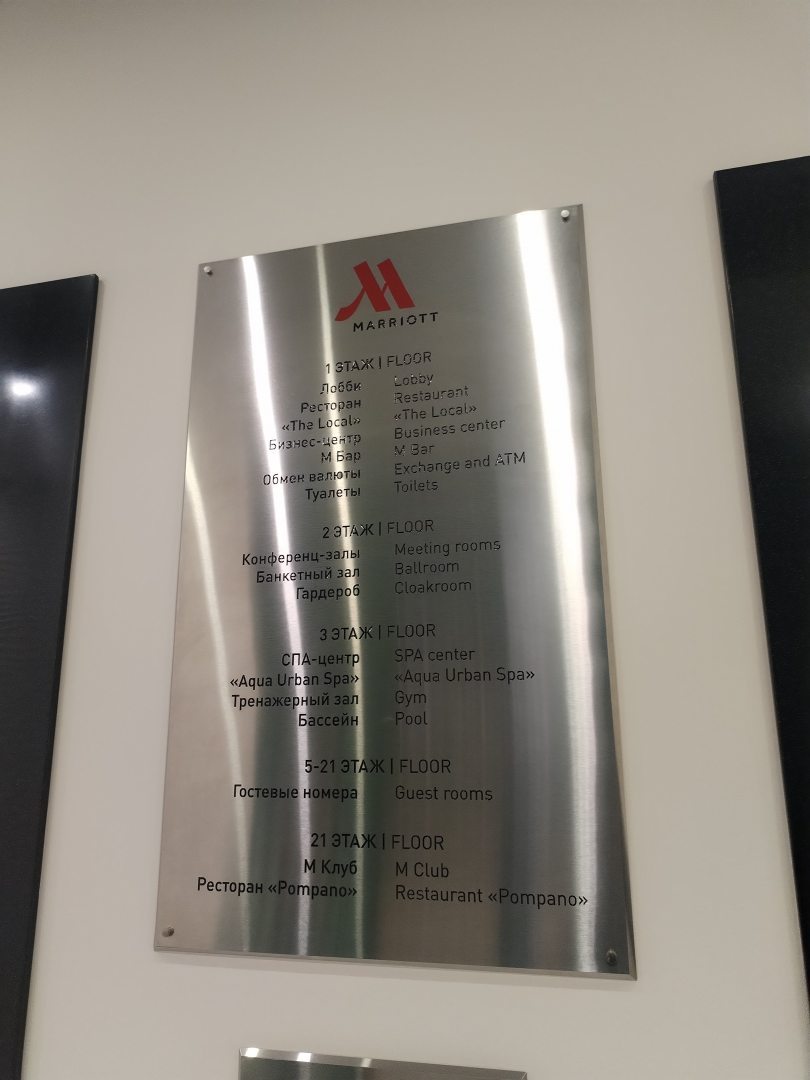 MARRIOTT
1 ЭТАЖ | FLOOR
Лобби Lobby
Ресторан Restaurant
«The Local» «The Local»
Бизнес-центр Business center
М Бар M Bar
Обмен валюты Exchange and ATM
Туалеты Toilets
2 ЭТАЖ | FLOOR
Конференц-залы Meeting rooms
Банкетный зал Ballroom
Гардероб Cloakroom
3 ЭТАЖ | FLOOR
СПА-центр SPA center
«Aqua Urban Spa» «Aqua Urban Spa»
Тренажерный зал Gym
Бассейн Pool
5-21 ЭТАЖ | FLOOR
Гостевые номера Guest rooms
21 ЭТАЖ | FLOOR
М Клуб M Club
Ресторан «Pompano» Restaurant «Pompano»